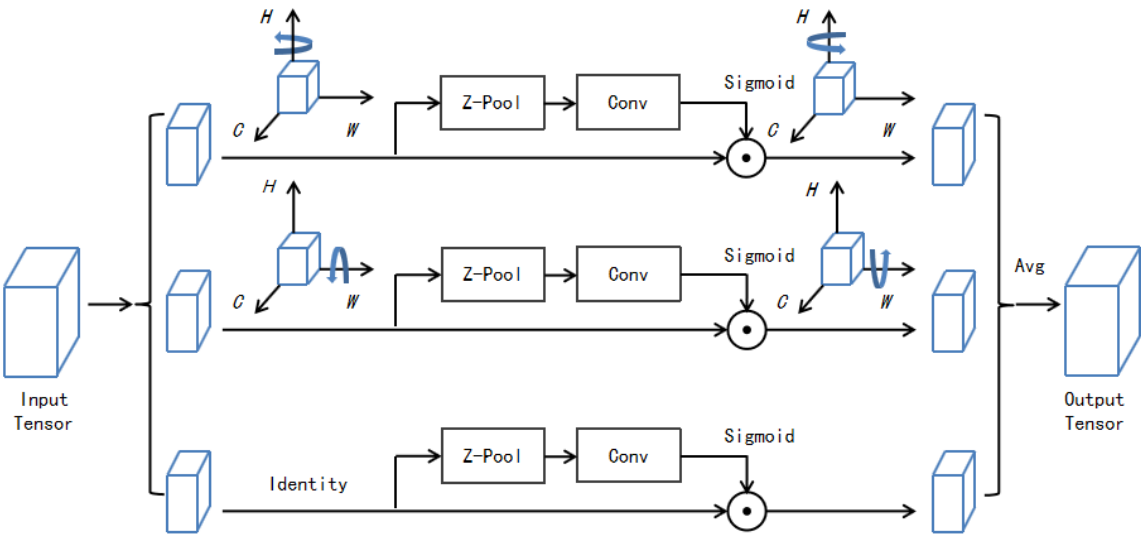 H
H
C
W
Z-Pool
Conv
Sigmoid
C
W
H
H
C
W
Z-Pool
Conv
Sigmoid
C
W
Avg
Input
Tensor
Output
Tensor
Identity
Z-Pool
Conv
Sigmoid